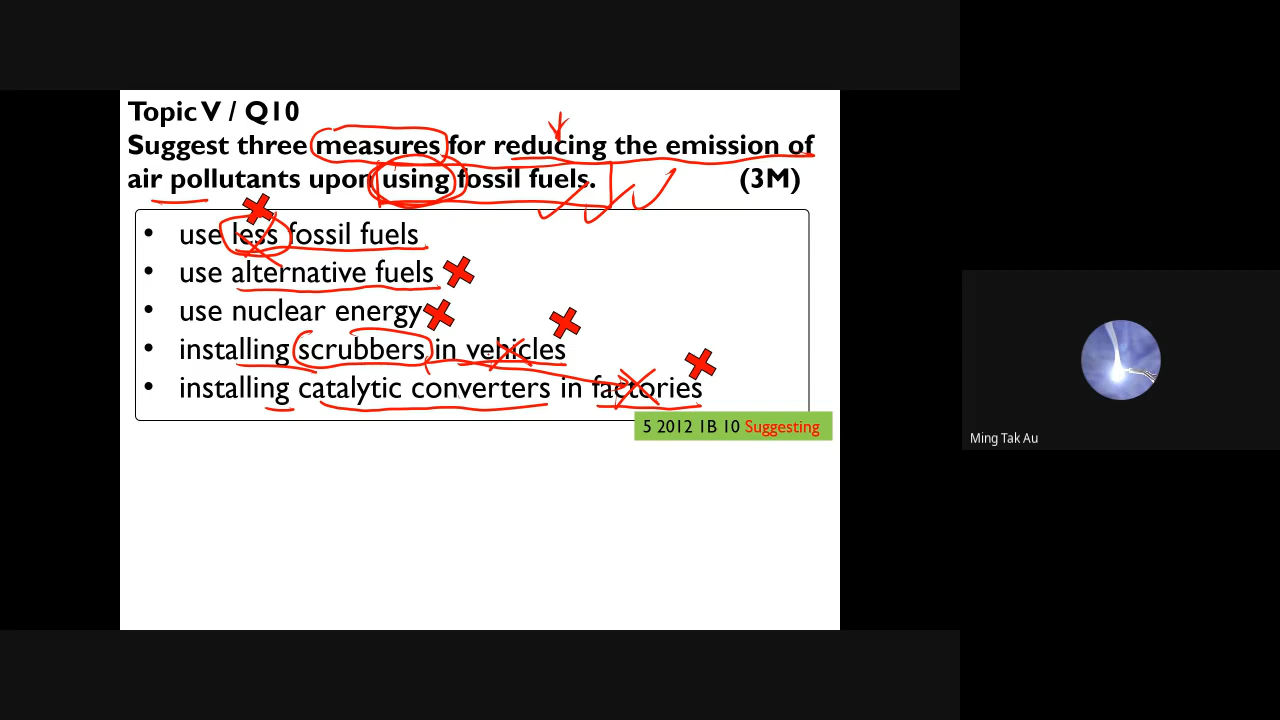 Topic V / Q10
Suggest three measures for reducing the emission of
air pollutants upon using fossil fuels. (3M)
• use less fossil fuels
• use alternative fuels
• use nuclear energy
• installing scrubbers in vehicles
• installing catalytic converters in factories
5 2012 1B 10 Suggesting
Ming Tak Au